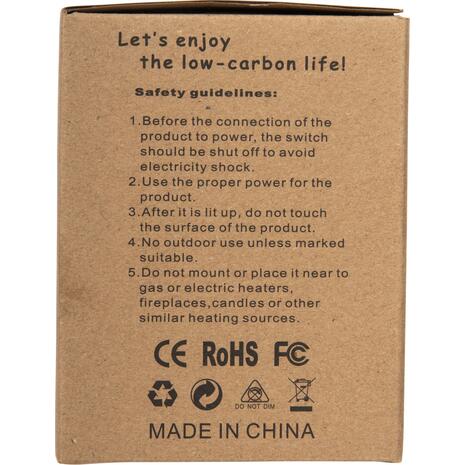 Let's enjoy
the low-carbon life!
Safety guidelines:
1.Before the connection of the
product to power, the switch
should be shut off to avoid
electricity shock.
2.Use the proper power for the
product.
3.After it is lit up, do not touch
the surface of the product.
4.No outdoor use unless marked
suitable.
5.Do not mount or place it near to
gas or electric heaters,
fireplaces,candles or other
similar heating sources.
CE RoHS FC
DO NOT DIM
MADE IN CHINA